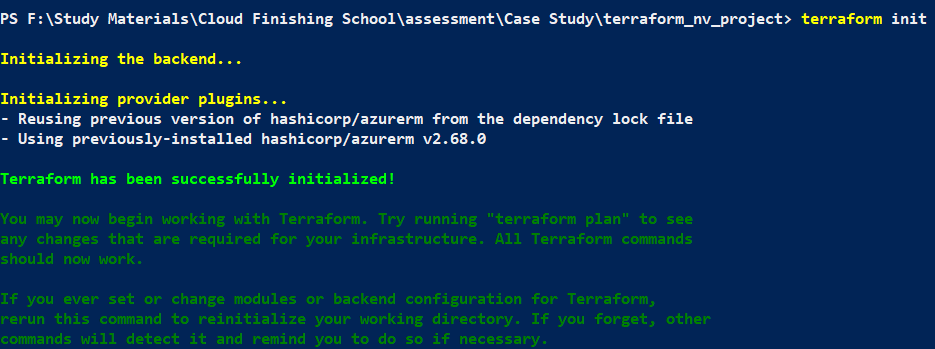 PS F:\Study Materials\Cloud Finishing School\assessment\Case Study\terraform_nv_project> terraform init
Initializing the backend...
Initializing provider plugins...
- Reusing previous version of hashicorp/azurerm from the dependency lock file
- Using previously-installed hashicorp/azurerm v2.68.0
Terraform has been successfully initialized!
You may now begin working with Terraform. Try running "terraform plan" to see
any changes that are required for your infrastructure. All Terraform commands
should now work.
If you ever set or change modules or backend configuration for Terraform,
rerun this command to reinitialize your working directory. If you forget, other
commands will detect it and remind you to do so if necessary.